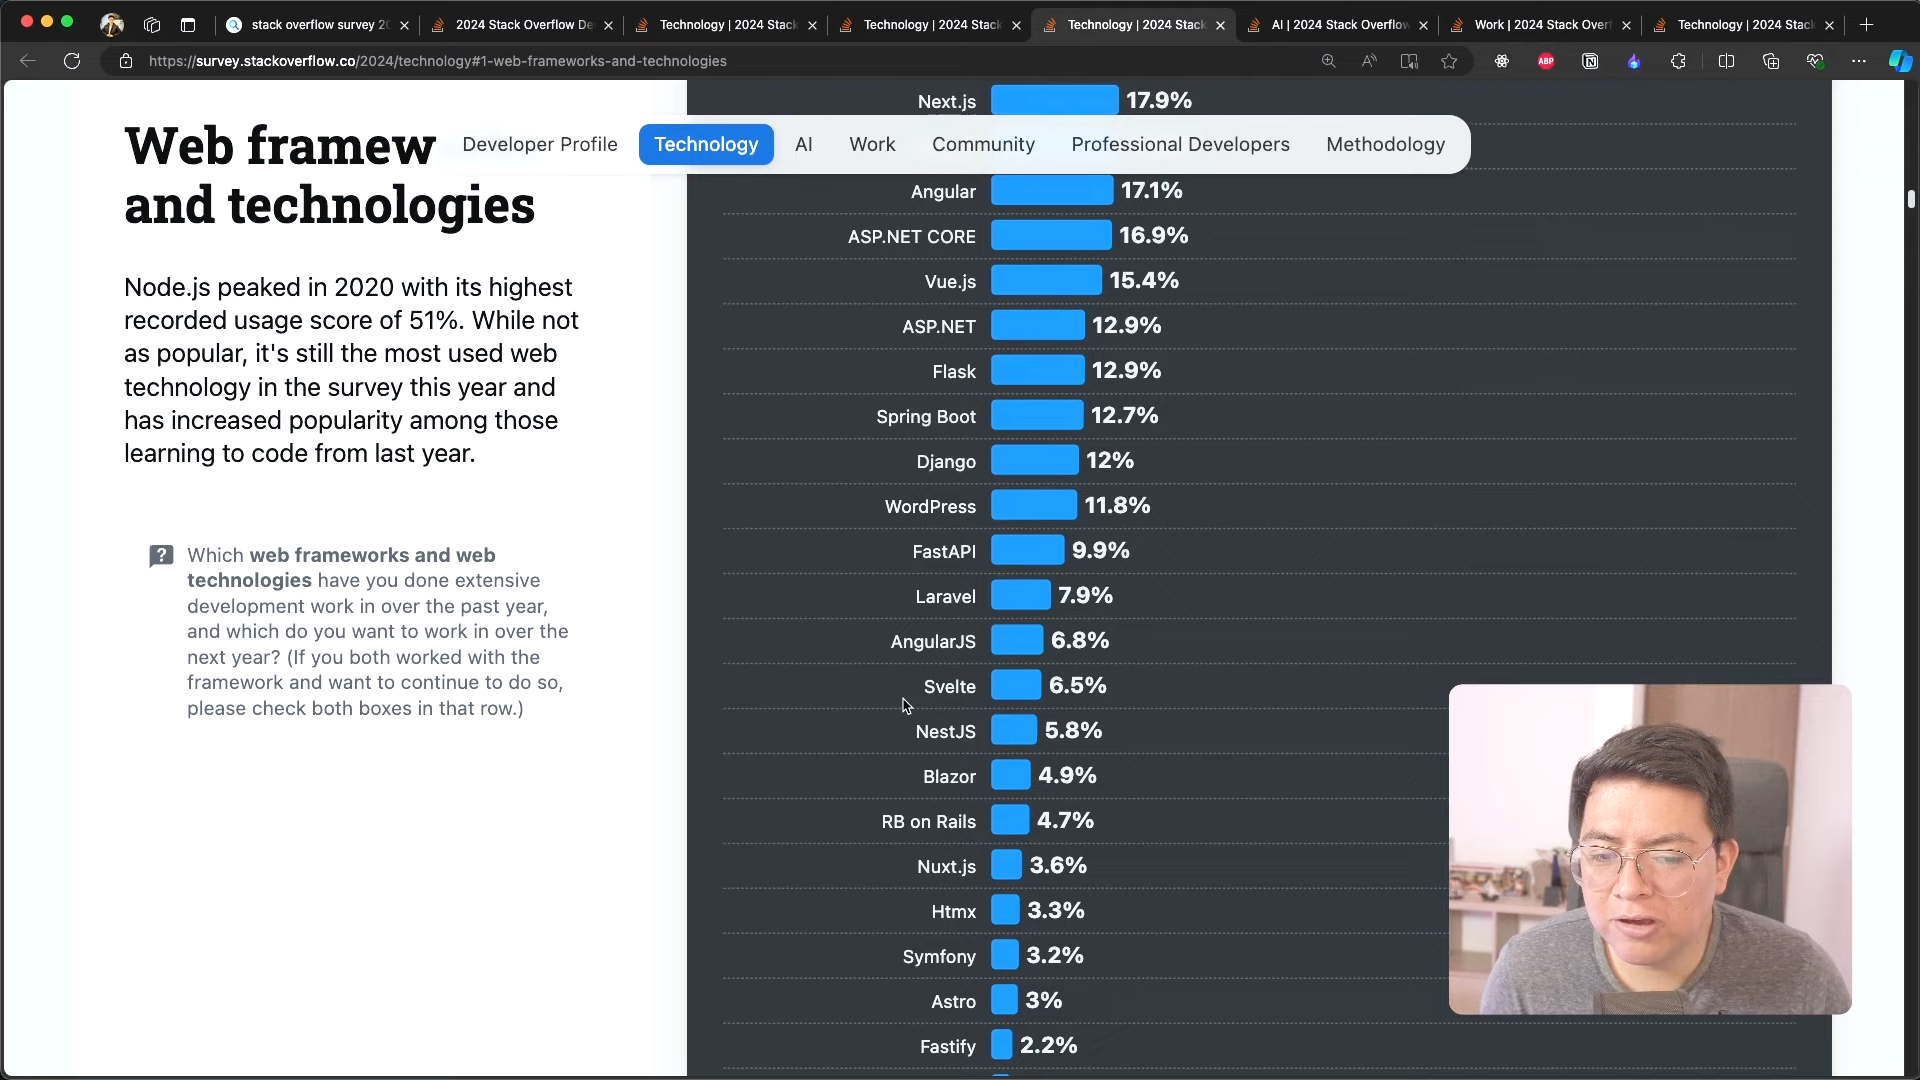 stack overflow survey 20
2024 Stack Overflow De
Technology | 2024 Stack
Technology | 2024 Stack
Technology | 2024 Stack
AI | 2024 Stack Overflow
Work | 2024 Stack Overf
Technology | 2024 Stack
https://survey.stackoverflow.co/2024/technology#1-web-frameworks-and-technologies
ABP
Developer Profile
Technology
AI
Work
Community
Professional Developers
Methodology
Web framew
and technologies
Node.js peaked in 2020 with its highest
recorded usage score of 51%. While not
as popular, it's still the most used web
technology in the survey this year and
has increased popularity among those
learning to code from last year.
Which web frameworks and web
technologies have you done extensive
development work in over the past year,
and which do you want to work in over the
next year? (If you both worked with the
framework and want to continue to do so,
please check both boxes in that row.)
Next.js 17.9%
Angular 17.1%
ASP.NET CORE 16.9%
Vue.js 15.4%
ASP.NET 12.9%
Flask 12.9%
Spring Boot 12.7%
Django 12%
WordPress 11.8%
FastAPI 9.9%
Laravel 7.9%
AngularJS 6.8%
Svelte 6.5%
NestJS 5.8%
Blazor 4.9%
RB on Rails 4.7%
Nuxt.js 3.6%
Htmx 3.3%
Symfony 3.2%
Astro 3%
Fastify 2.2%